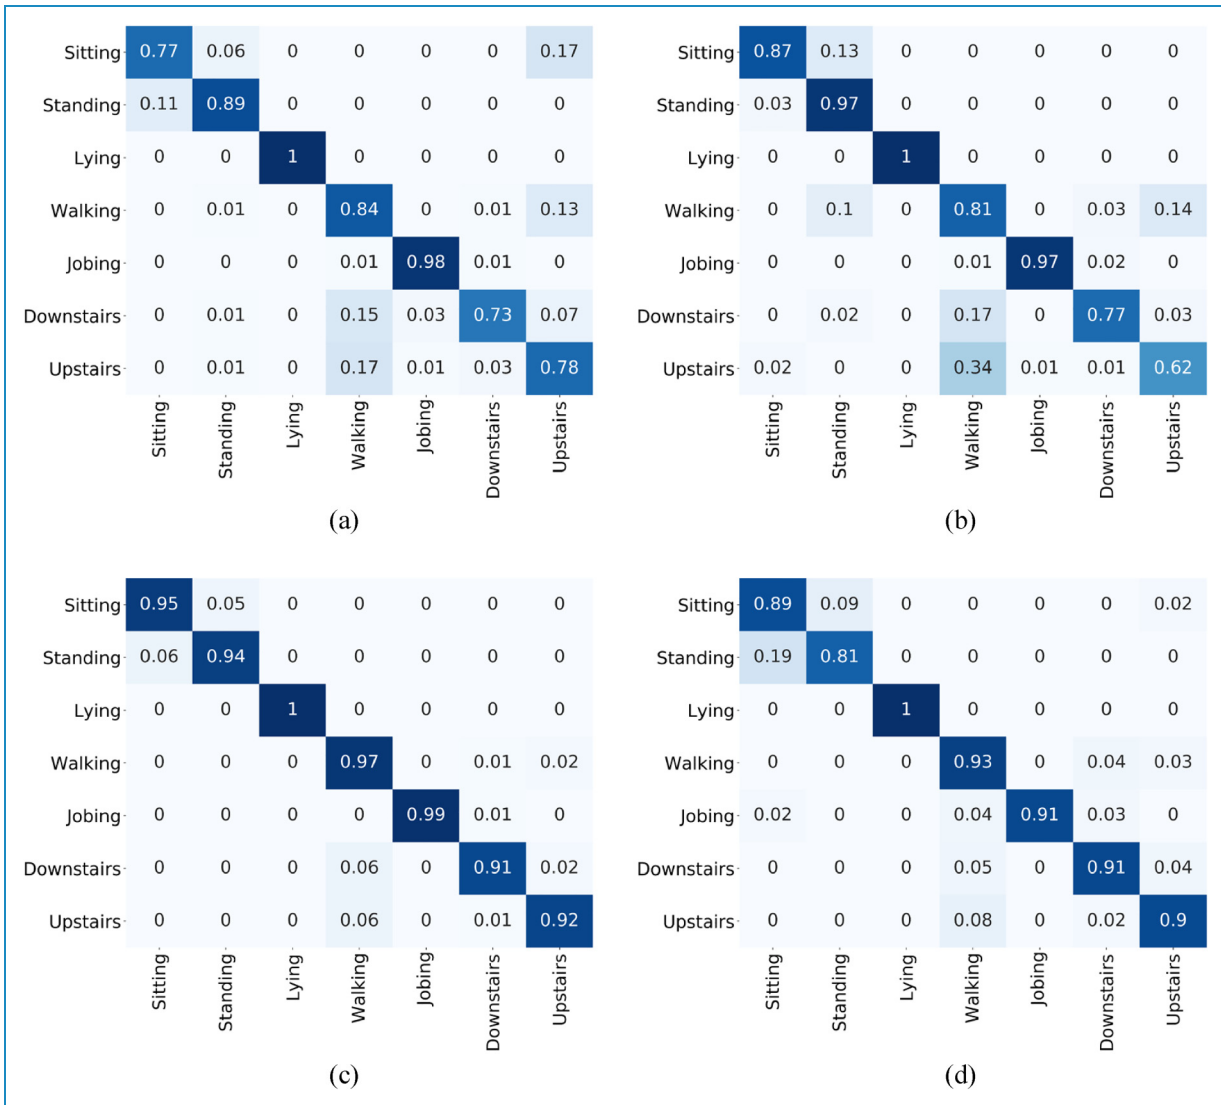 Sitting 0.77 0.06 0 0 0 0 0.17
Standing 0.11 0.89 0 0 0 0 0
Lying 0 0 1 0 0 0 0
Walking 0 0.01 0 0.84 0 0.01 0.13
Jobing 0 0 0 0.01 0.98 0.01 0
Downstairs 0 0.01 0 0.15 0.03 0.73 0.07
Upstairs 0 0.01 0 0.17 0.01 0.03 0.78
Sitting Standing Lying Walking Jobing Downstairs Upstairs
(a)
Sitting 0.87 0.13 0 0 0 0 0
Standing 0.03 0.97 0 0 0 0 0
Lying 0 0 1 0 0 0 0
Walking 0 0.1 0 0.81 0 0.03 0.14
Jobing 0 0 0 0.01 0.97 0.02 0
Downstairs 0 0.02 0 0.17 0 0.77 0.03
Upstairs 0.02 0 0 0.34 0.01 0.01 0.62
Sitting Standing Lying Walking Jobing Downstairs Upstairs
(b)
Sitting 0.95 0.05 0 0 0 0 0
Standing 0.06 0.94 0 0 0 0 0
Lying 0 0 1 0 0 0 0
Walking 0 0 0 0.97 0 0.01 0.02
Jobing 0 0 0 0 0.99 0.01 0
Downstairs 0 0 0 0.06 0 0.91 0.02
Upstairs 0 0 0 0.06 0 0.01 0.92
Sitting Standing Lying Walking Jobing Downstairs Upstairs
(c)
Sitting 0.89 0.09 0 0 0 0 0.02
Standing 0.19 0.81 0 0 0 0 0
Lying 0 0 1 0 0 0 0
Walking 0 0 0 0.93 0 0.04 0.03
Jobing 0.02 0 0 0.04 0.91 0.03 0
Downstairs 0 0 0 0.05 0 0.91 0.04
Upstairs 0 0 0 0.08 0 0.02 0.9
Sitting Standing Lying Walking Jobing Downstairs Upstairs
(d)